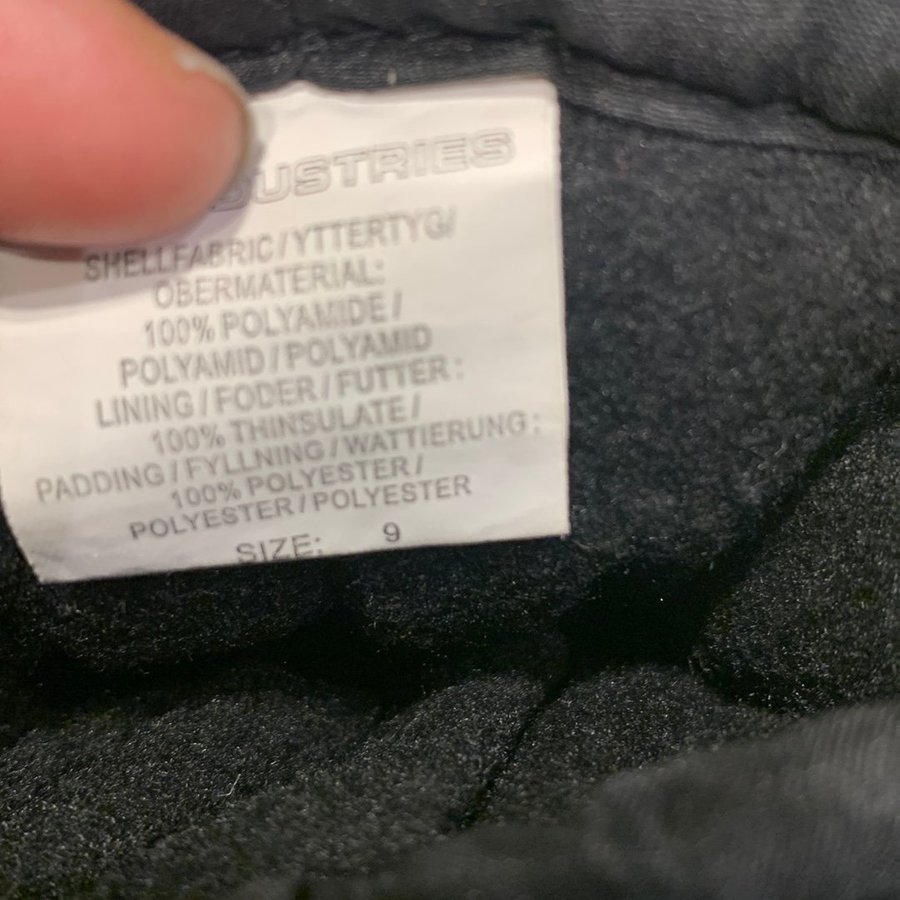 SHELLFABRIC/YTTERTYG/
OBERMATERIAL:
100% POLYAMIDE/
POLYAMID/POLYAMID
LINING/FODER/FUTTER:
100% THINSULATE/
PADDING/FYLLNING/WATTIERUNG:
100% POLYESTER/
POLYESTER/POLYESTER
SIZE: 9